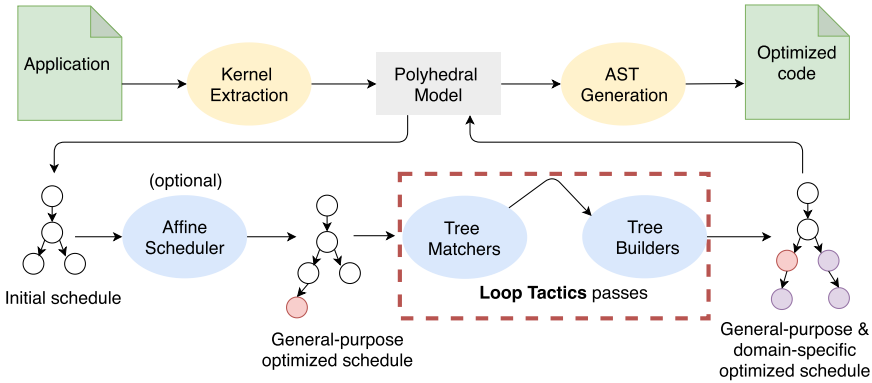 Application
Kernel
Extraction
Polyhedral
Model
AST
Generation
Optimized
code
(optional)
Affine
Scheduler
Tree
Matchers
Tree
Builders
Loop Tactics passes
Initial schedule
General-purpose
optimized schedule
General-purpose &
domain-specific
optimized schedule